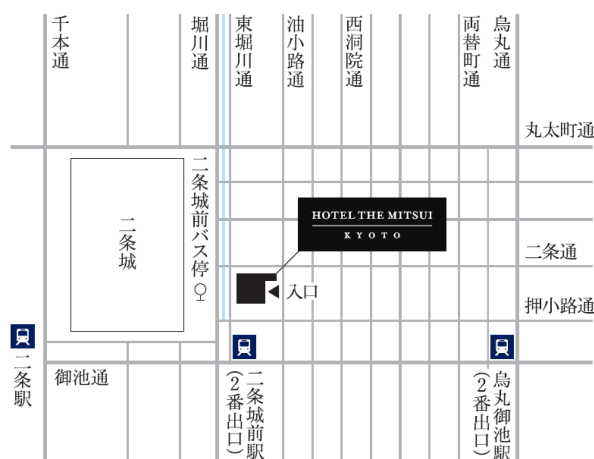 千本通
堀川通
東堀川通
油小路通
西洞院通
両替町通
烏丸通
丸太町通
二条城
二条城前バス停
HOTEL THE MITSUI
KYOTO
二条通
入口
押小路通
二条駅
御池通
二条城前駅
(2番出口)
烏丸御池駅
(2番出口)